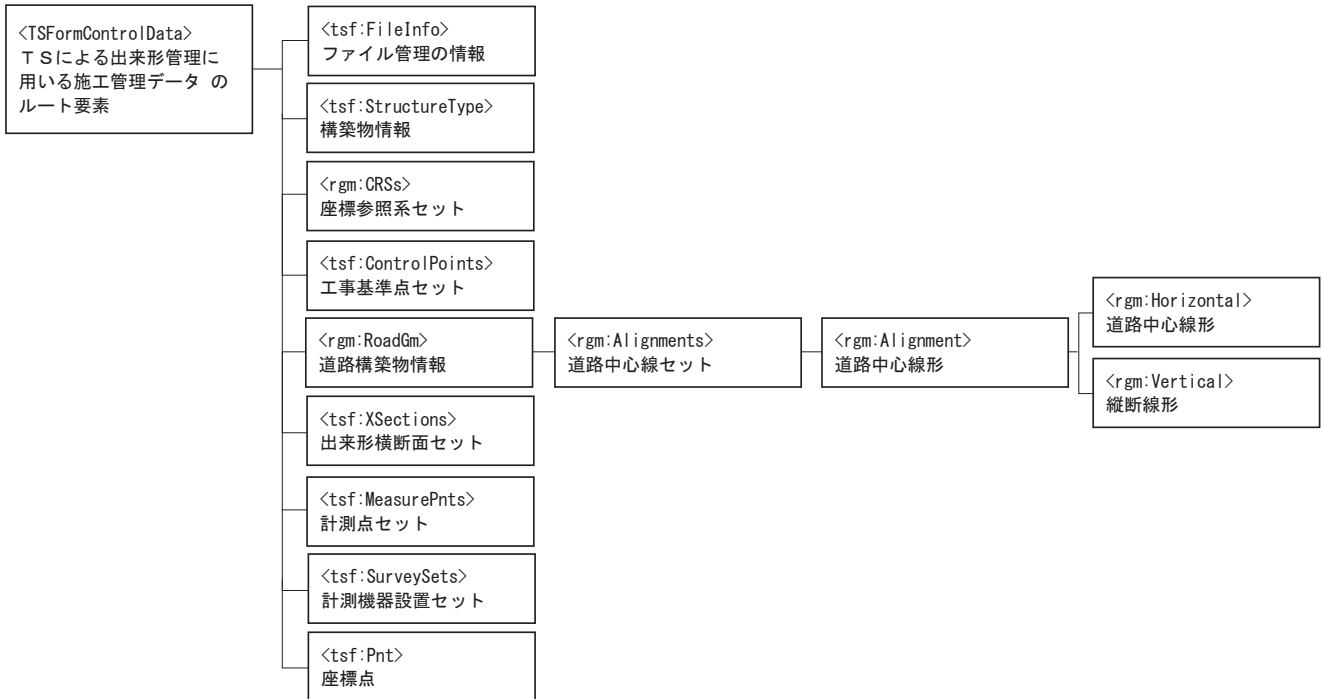 <TSFormControlData>
ＴＳによる出来形管理に
用いる施工管理データ の
ルート要素
<tsf:FileInfo>
ファイル管理の情報
<tsf:StructureType>
構築物情報
<rgm:CRSs>
座標参照系セット
<tsf:ControlPoints>
工事基準点セット
<rgm:RoadGm>
道路構築物情報
<rgm:Alignments>
道路中心線セット
<rgm:Alignment>
道路中心線形
<rgm:Horizontal>
道路中心線形
<rgm:Vertical>
縦断線形
<tsf:XSections>
出来形横断面セット
<tsf:MeasurePnts>
計測点セット
<tsf:SurveySets>
計測機器設置セット
<tsf:Pnt>
座標点